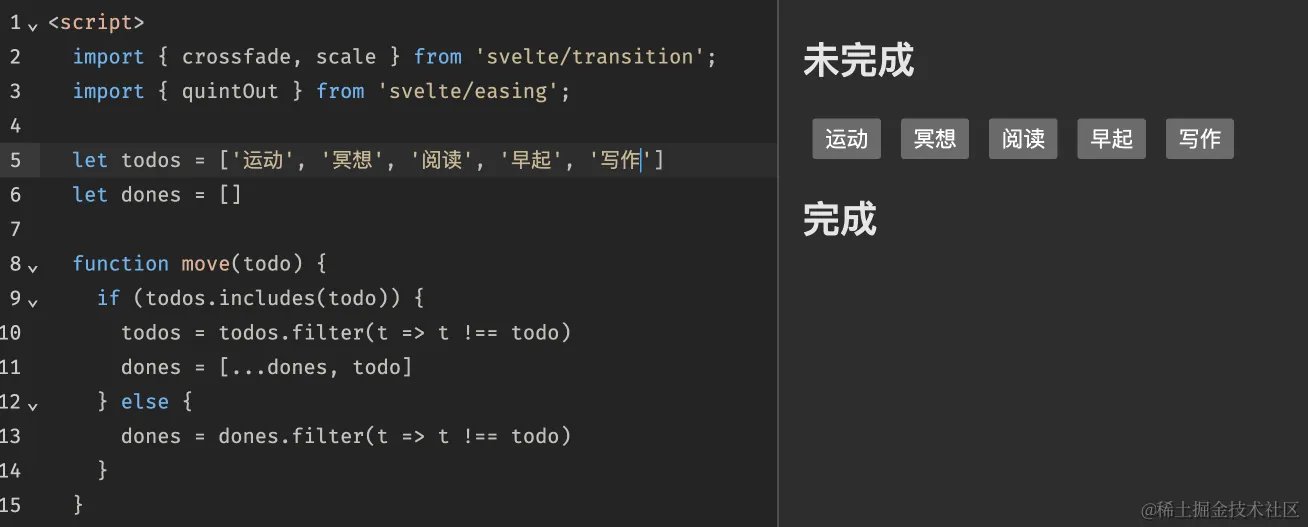 1 <script>
2 import { crossfade, scale } from 'svelte/transition';
3 import { quintOut } from 'svelte/easing';
4
5 let todos = ['运动', '冥想', '阅读', '早起', '写作']
6 let dones = []
7
8 function move(todo) {
9 if (todos.includes(todo)) {
10 todos = todos.filter(t => t !== todo)
11 dones = [...dones, todo]
12 } else {
13 dones = dones.filter(t => t !== todo)
14 }
15 }
未完成
运动 冥想 阅读 早起 写作
完成
@稀土掘金技术社区